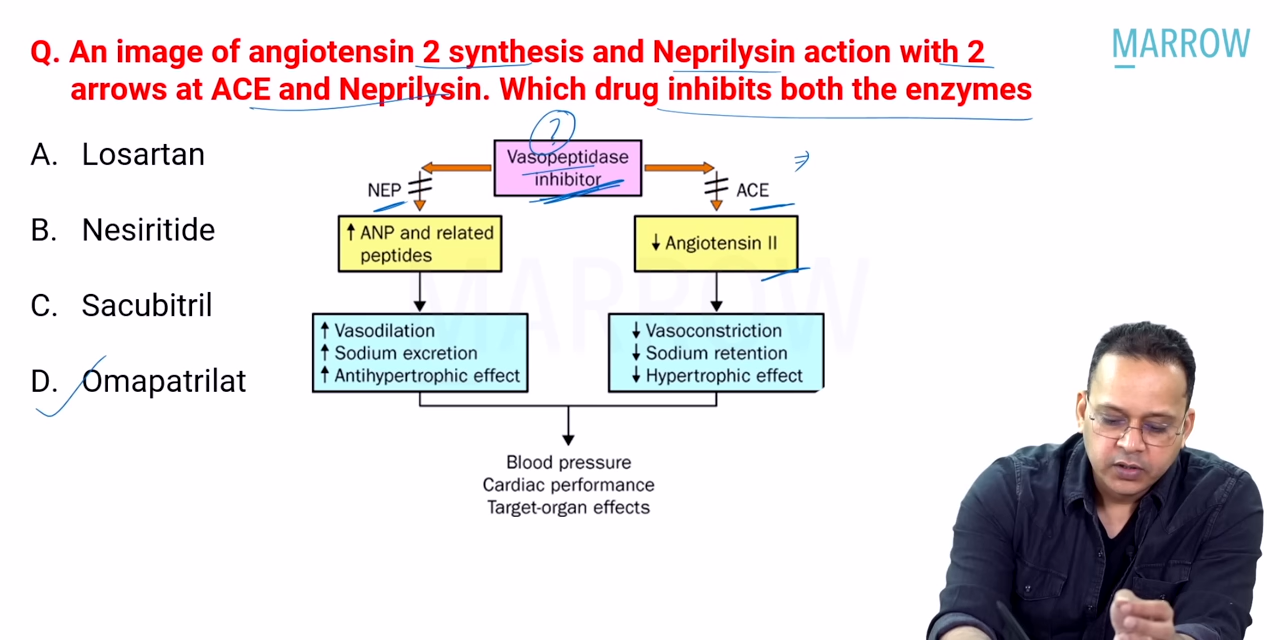 Q. An image of angiotensin 2 synthesis and Neprilysin action with 2
arrows at ACE and Neprilysin. Which drug inhibits both the enzymes
MARROW
A. Losartan
B. Nesiritide
C. Sacubitril
D. Omapatrilat
?
Vasopeptidase
inhibitor
NEP
ACE
↑ ANP and related
peptides
↓ Angiotensin II
↑ Vasodilation
↑ Sodium excretion
↑ Antihypertrophic effect
↓ Vasoconstriction
↓ Sodium retention
↓ Hypertrophic effect
Blood pressure
Cardiac performance
Target-organ effects
MARROW